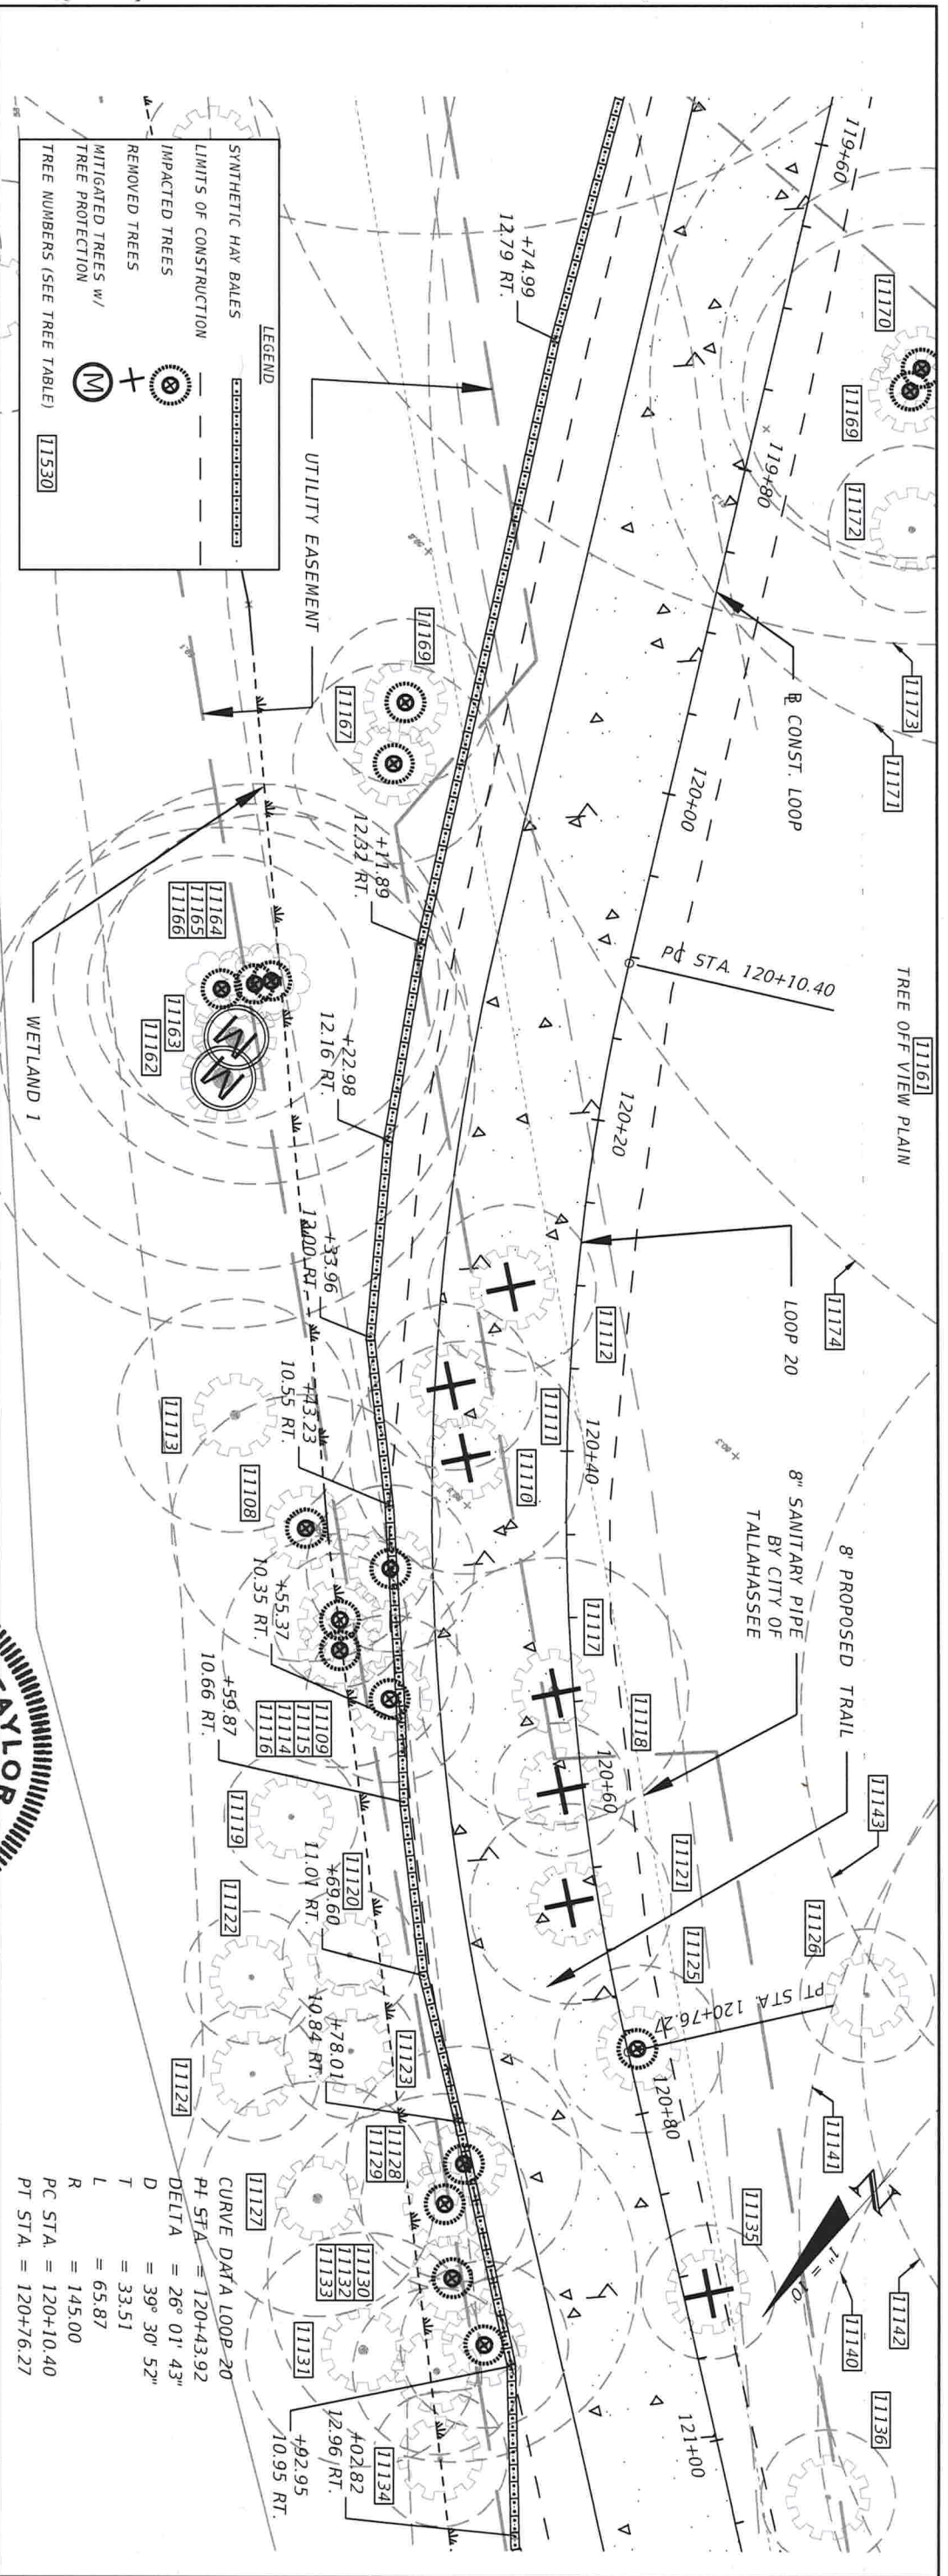 119+60
119+80
120+00
120+20
120+40
120+60
120+80
121+00
11170
11169
11172
11173
11171
℄ CONST. LOOP
PC STA. 120+10.40
11161
TREE OFF VIEW PLAIN
11174
LOOP 20
8" SANITARY PIPE
BY CITY OF
TALLAHASSEE
8' PROPOSED TRAIL
11143
11126
PT STA. 120+76.27
11141
11142
11140
11136
11135
1" = 10'
11112
11111
11110
11117
11118
11121
11125
+74.99
12.79 RT.
UTILITY EASEMENT
11169
11167
+11.89
12.32 RT.
11164
11165
11166
11163
11162
WETLAND 1
+22.98
12.16 RT.
+33.96
12.00 RT.
+43.23
10.55 RT.
11113
11108
+55.37
10.35 RT.
+59.87
10.66 RT.
11109
11115
11114
11116
11119
11120
+69.60
11.01 RT.
11122
+78.01
10.84 RT.
11123
11124
11128
11129
11127
11130
11132
11133
11131
+92.95
10.95 RT.
+02.82
12.96 RT.
11134
LEGEND
SYNTHETIC HAY BALES
LIMITS OF CONSTRUCTION
IMPACTED TREES
REMOVED TREES
MITIGATED TREES W/
TREE PROTECTION
M
TREE NUMBERS (SEE TREE TABLE)
11530
CURVE DATA LOOP 20
PI STA = 120+43.92
DELTA = 26° 01' 43"
D = 39° 30' 52"
T = 33.51
L = 65.87
R = 145.00
PC STA. = 120+10.40
PT STA. = 120+76.27
TAYLOR